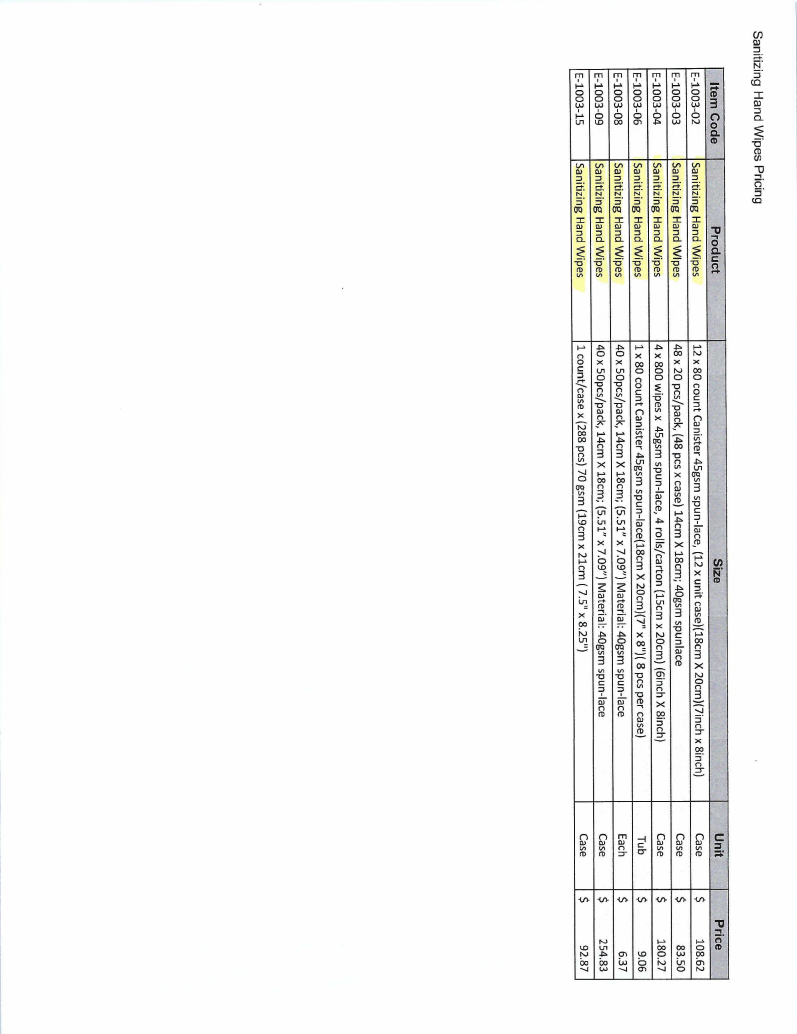 Sanitizing Hand Wipes Pricing
Item Code Product Size Unit Price
E-1003-02 Sanitizing Hand Wipes 12 x 80 count Canister 45gsm spun-lace, (12 x unit case)(18cm X 20cm)(7inch x 8inch) Case $ 108.62
E-1003-03 Sanitizing Hand Wipes 48 x 20 pcs/pack, (48 pcs x case) 14cm X 18cm; 40gsm spunlace Case $ 83.50
E-1003-04 Sanitizing Hand Wipes 4 x 800 wipes x 45gsm spun-lace, 4 rolls/carton (15cm x 20cm) (6inch X 8inch) Case $ 180.27
E-1003-06 Sanitizing Hand Wipes 1 x 80 count Canister 45gsm spun-lace(18cm X 20cm)(7" x 8")( 8 pcs per case) Tub $ 9.06
E-1003-08 Sanitizing Hand Wipes 40 x 50pcs/pack, 14cm X 18cm; (5.51" x 7.09") Material: 40gsm spun-lace Each $ 6.37
E-1003-09 Sanitizing Hand Wipes 40 x 50pcs/pack, 14cm X 18cm; (5.51" x 7.09") Material: 40gsm spun-lace Case $ 254.83
E-1003-15 Sanitizing Hand Wipes 1 count/case x (288 pcs) 70 gsm (19cm x 21cm ( 7.5" x 8.25") Case $ 92.87